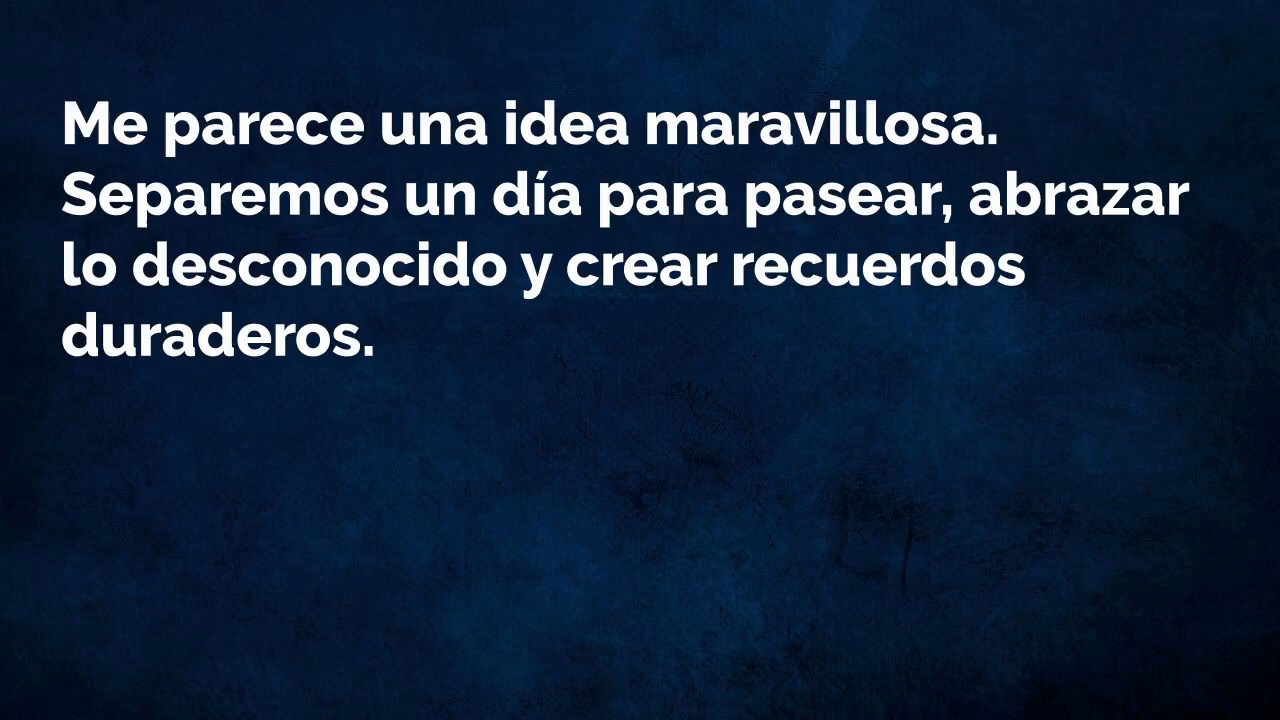 Me parece una idea maravillosa.
Separemos un día para pasear, abrazar
lo desconocido y crear recuerdos
duraderos.